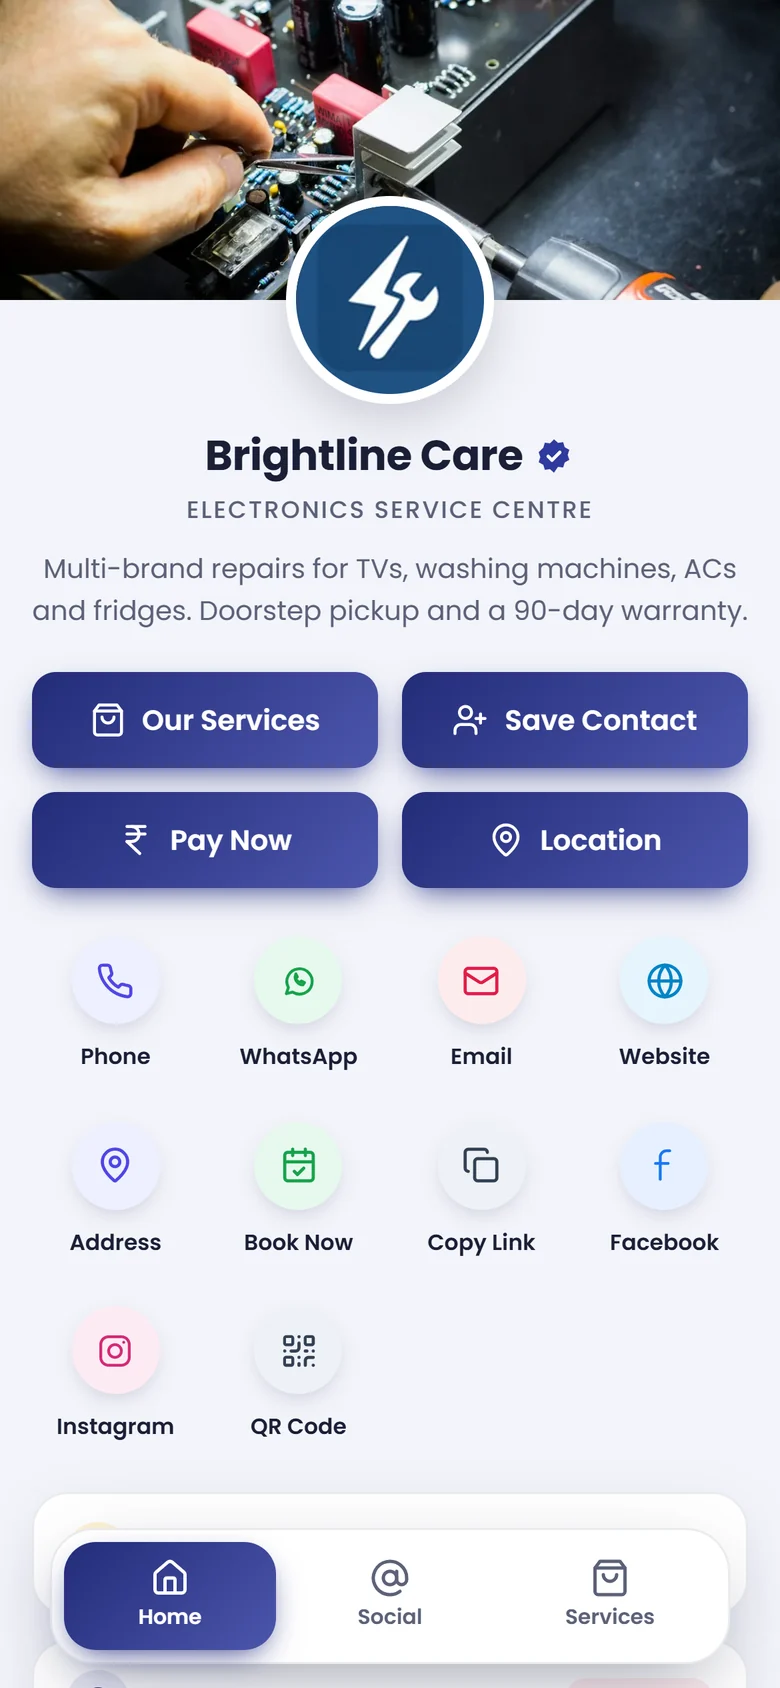 Brightline Care
ELECTRONICS SERVICE CENTRE
Multi-brand repairs for TVs, washing machines, ACs
and fridges. Doorstep pickup and a 90-day warranty.
Our Services
Save Contact
₹ Pay Now
Location
Phone
WhatsApp
Email
Website
Address
Book Now
Copy Link
Facebook
Instagram
QR Code
Home
Social
Services